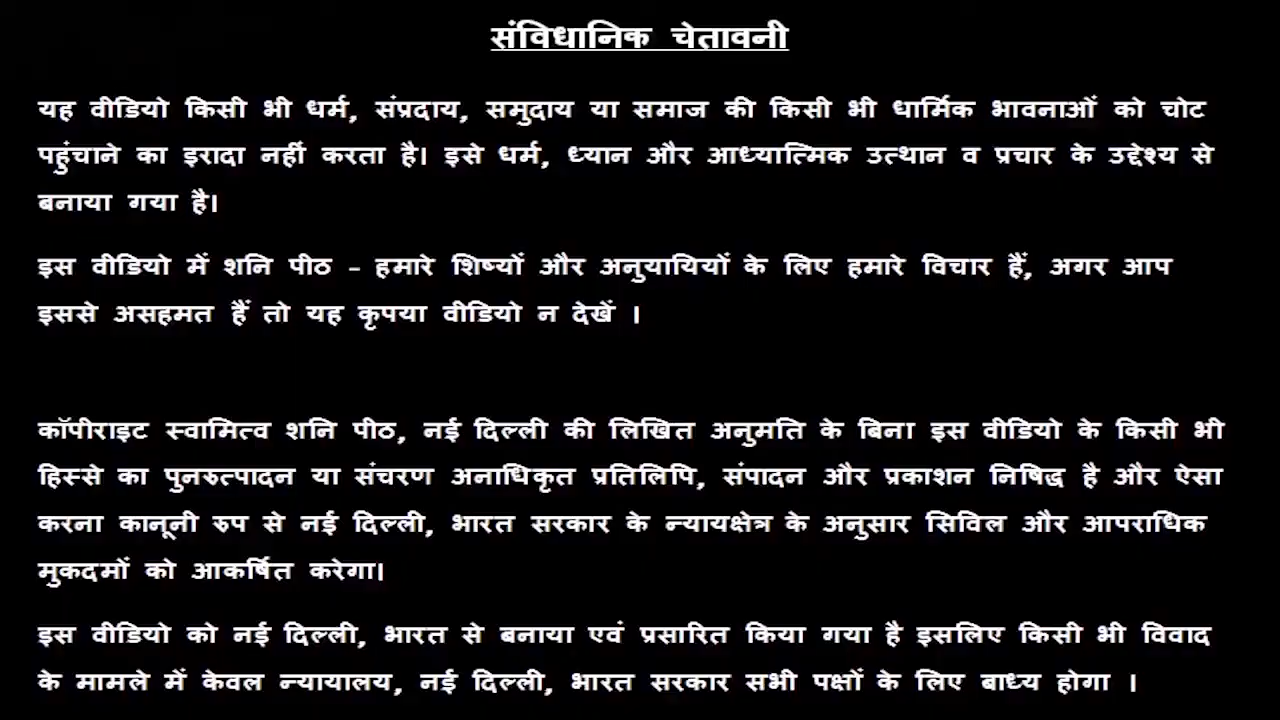 संविधानिक चेतावनी
यह वीडियो किसी भी धर्म, संप्रदाय, समुदाय या समाज की किसी भी धार्मिक भावनाओं को चोट
पहुंचाने का इरादा नहीं करता है। इसे धर्म, ध्यान और आध्यात्मिक उत्थान व प्रचार के उद्देश्य से
बनाया गया है।
इस वीडियो में शनि पीठ - हमारे शिष्यों और अनुयायियों के लिए हमारे विचार हैं, अगर आप
इससे असहमत हैं तो यह कृपया वीडियो न देखें ।
कॉपीराइट स्वामित्व शनि पीठ, नई दिल्ली की लिखित अनुमति के बिना इस वीडियो के किसी भी
हिस्से का पुनरुत्पादन या संचरण अनाधिकृत प्रतिलिपि, संपादन और प्रकाशन निषिद्ध है और ऐसा
करना कानूनी रुप से नई दिल्ली, भारत सरकार के न्यायक्षेत्र के अनुसार सिविल और आपराधिक
मुकदमों को आकर्षित करेगा।
इस वीडियो को नई दिल्ली, भारत से बनाया एवं प्रसारित किया गया है इसलिए किसी भी विवाद
के मामले में केवल न्यायालय, नई दिल्ली, भारत सरकार सभी पक्षों के लिए बाध्य होगा ।